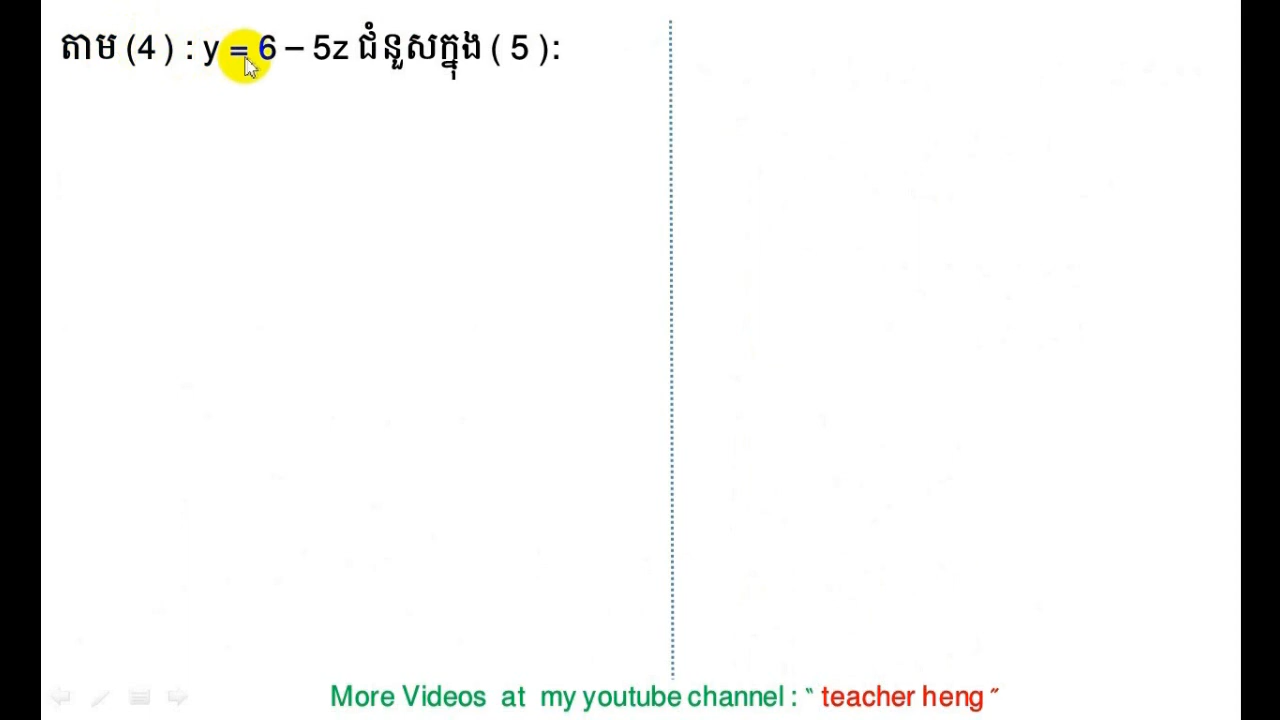 តាម (4 ) : y = 6 – 5z ជំនួសក្នុង ( 5 ):
More Videos at my youtube channel : “ teacher heng ”